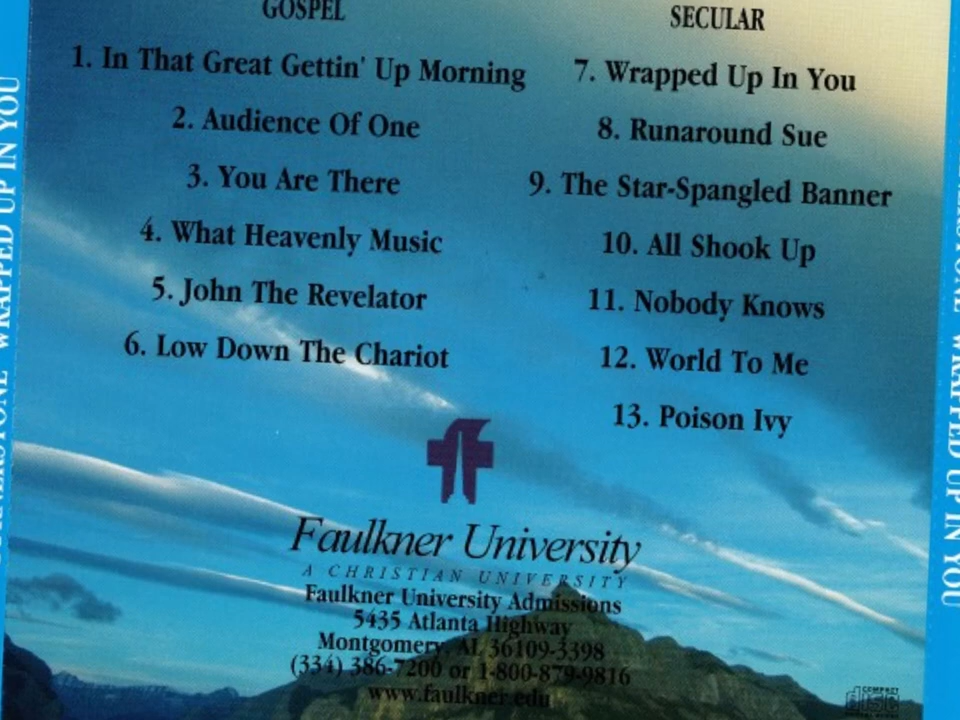 GOSPEL
1. In That Great Gettin' Up Morning
2. Audience Of One
3. You Are There
4. What Heavenly Music
5. John The Revelator
6. Low Down The Chariot
SECULAR
7. Wrapped Up In You
8. Runaround Sue
9. The Star-Spangled Banner
10. All Shook Up
11. Nobody Knows
12. World To Me
13. Poison Ivy
Faulkner University
A CHRISTIAN UNIVERSITY
Faulkner University Admissions
5435 Atlanta Highway
Montgomery, AL 36109-3398
(334) 386-7200 or 1-800-879-9816
www.faulkner.edu
COMPACT
disc
WRAPPED UP IN YOU
WRAPPED UP IN YOU